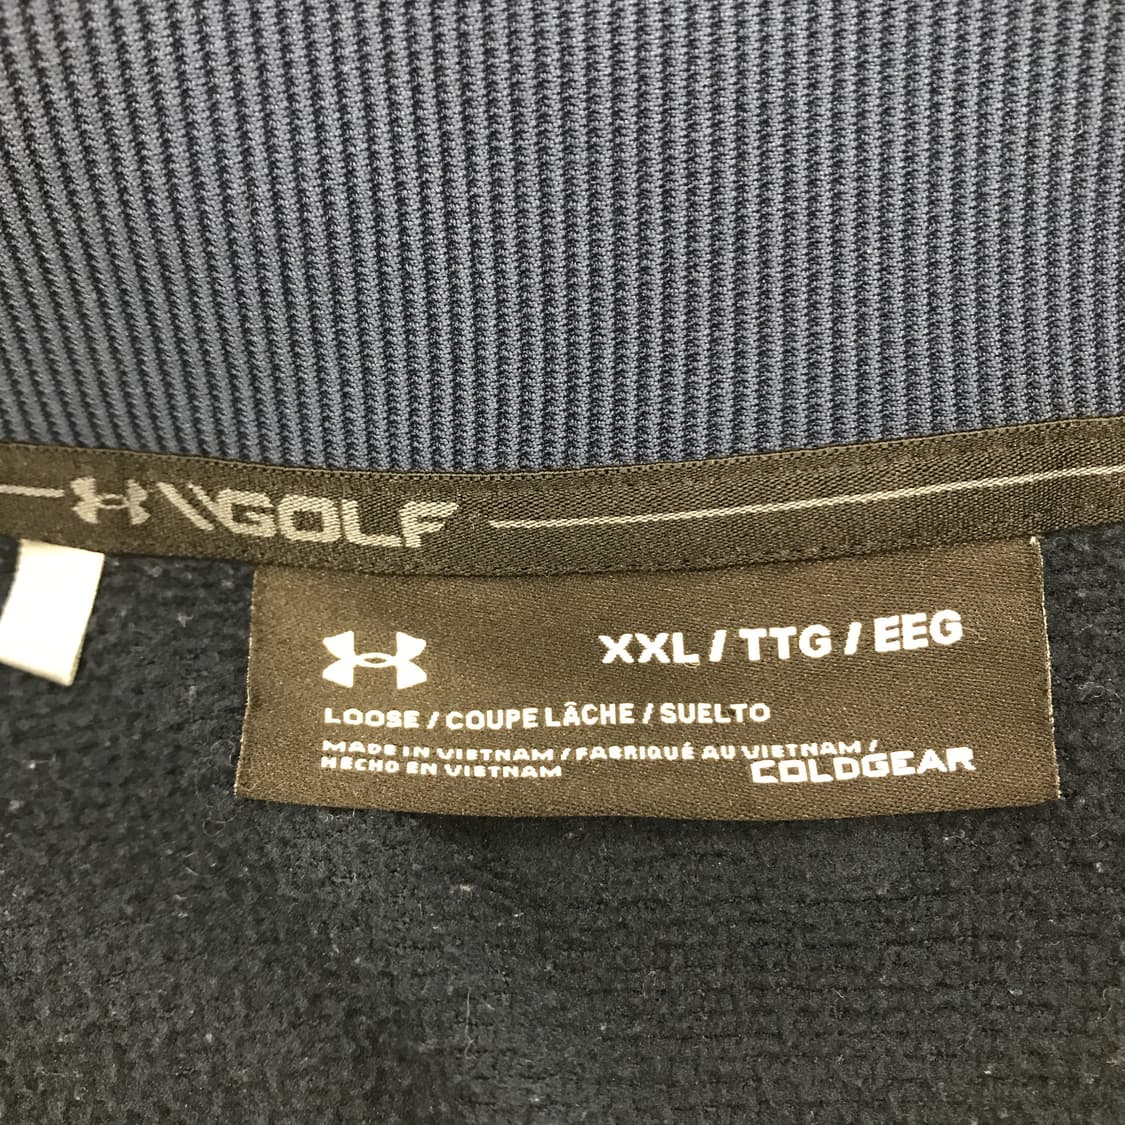 \\GOLF
XXL / TTG / EEG
LOOSE / COUPE LÂCHE / SUELTO
MADE IN VIETNAM / FABRIQUÉ AU VIETNAM /
HECHO EN VIETNAM
COLDGEAR